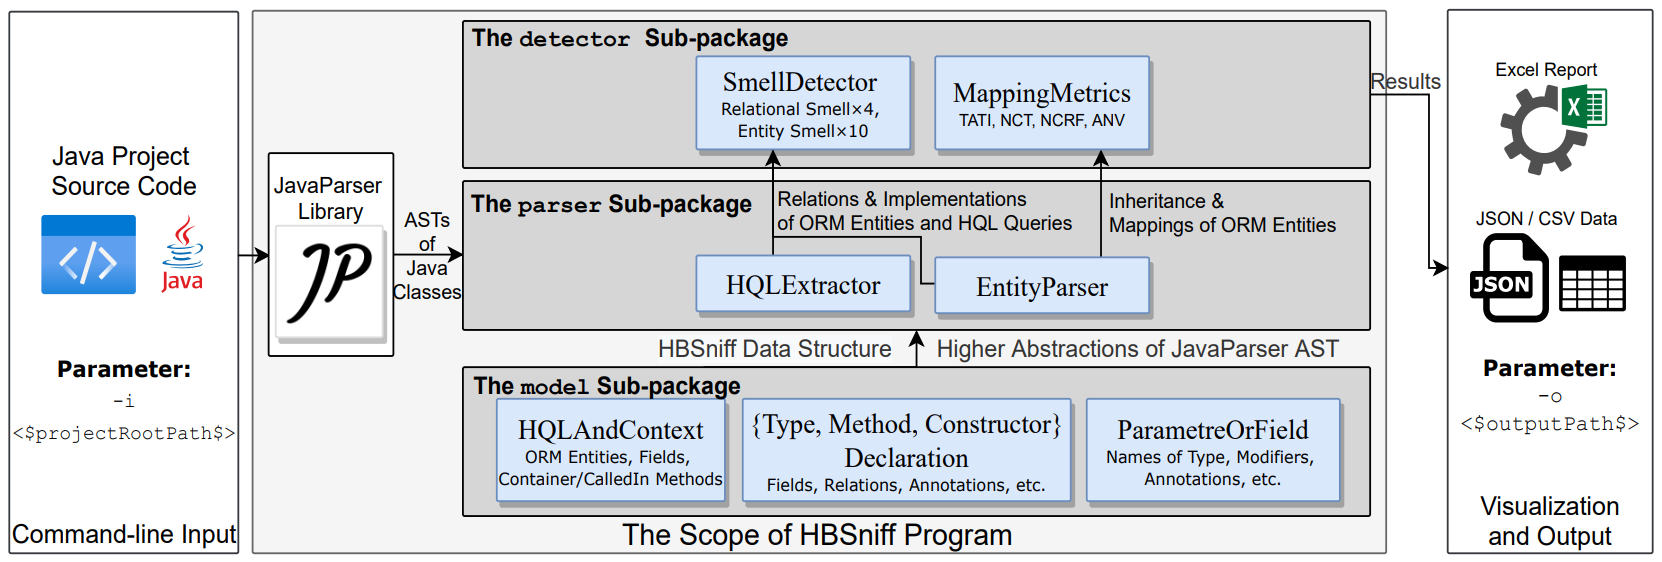 Java Project
Source Code
Java
Parameter:
-i
<$projectRootPath$>
Command-line Input
JavaParser
Library
JP
ASTs
of
Java
Classes
The detector Sub-package
SmellDetector
Relational Smell×4,
Entity Smell×10
MappingMetrics
TATI, NCT, NCRF, ANV
The parser Sub-package
Relations & Implementations
of ORM Entities and HQL Queries
Inheritance &
Mappings of ORM Entities
HQLExtractor
EntityParser
HBSniff Data Structure
Higher Abstractions of JavaParser AST
The model Sub-package
HQLAndContext
ORM Entities, Fields,
Container/CalledIn Methods
{Type, Method, Constructor}
Declaration
Fields, Relations, Annotations, etc.
ParametreOrField
Names of Type, Modifiers,
Annotations, etc.
The Scope of HBSniff Program
Results
Excel Report
X
JSON / CSV Data
JSON
Parameter:
-o
<$outputPath$>
Visualization
and Output